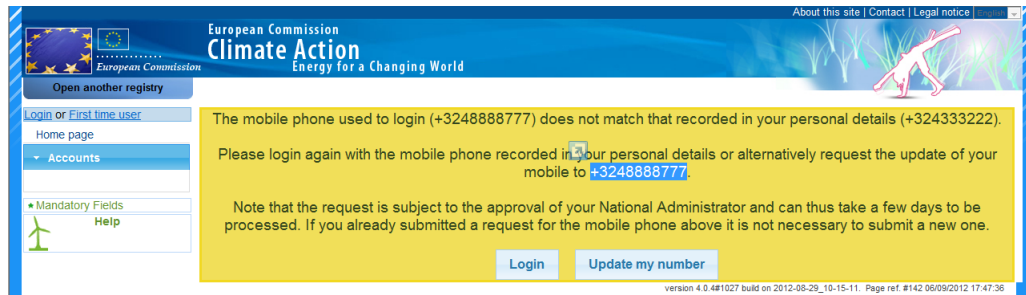 About this site | Contact | Legal notice English
European Commission
Climate Action
Energy for a Changing World
European Commission
Open another registry
Login or First time user
Home page
Accounts
★Mandatory Fields
Help
The mobile phone used to login (+3248888777) does not match that recorded in your personal details (+324333222).
Please login again with the mobile phone recorded in your personal details or alternatively request the update of your
mobile to +3248888777.
Note that the request is subject to the approval of your National Administrator and can thus take a few days to be
processed. If you already submitted a request for the mobile phone above it is not necessary to submit a new one.
Login Update my number
version 4.0.4#1027 build on 2012-08-29_10-15-11. Page ref. #142 06/09/2012 17:47:36